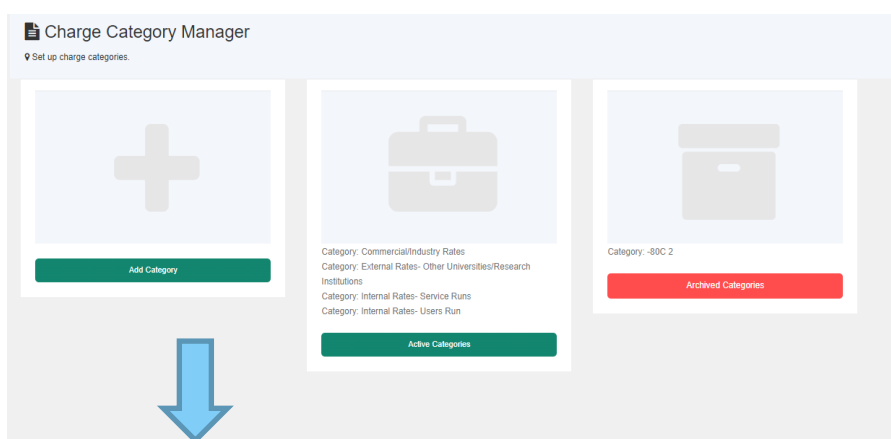 Charge Category Manager
Set up charge categories.
Add Category
Category: Commercial/Industry Rates
Category: External Rates- Other Universities/Research
Institutions
Category: Internal Rates- Service Runs
Category: Internal Rates- Users Run
Active Categories
Category: -80C 2
Archived Categories